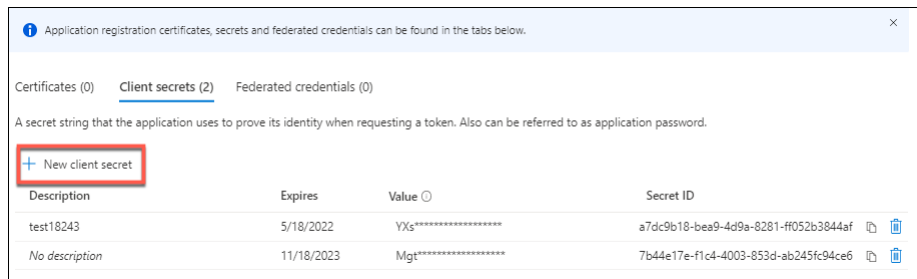 Application registration certificates, secrets and federated credentials can be found in the tabs below.
Certificates (0) Client secrets (2) Federated credentials (0)
A secret string that the application uses to prove its identity when requesting a token. Also can be referred to as application password.
+ New client secret
Description Expires Value Secret ID
test18243 5/18/2022 YXs****************** a7dc9b18-bea9-4d9a-8281-ff052b3844af
No description 11/18/2023 Mgt****************** 7b44e17e-f1c4-4003-853d-ab245fc94ce6